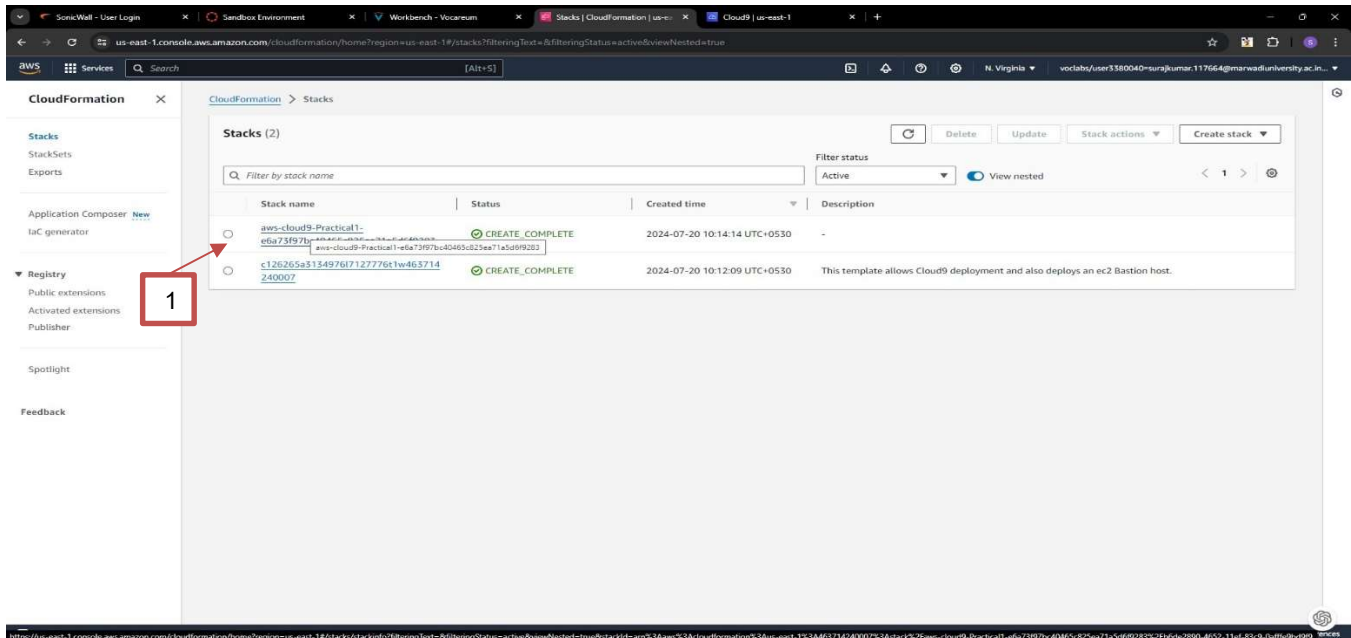 SonicWall - User Login
Sandbox Environment
Workbench - Vocareum
Stacks | CloudFormation | us-e
Cloud9 | us-east-1
us-east-1.console.aws.amazon.com/cloudformation/home?region=us-east-1#/stacks?filteringText=&filteringStatus=active&viewNested=true
aws
Services
Search
[Alt+S]
N. Virginia
voclabs/user3380040=surajkumar.117664@marwadiuniversity.ac.in...
CloudFormation
CloudFormation > Stacks
Stacks
StackSets
Exports
Application Composer New
IaC generator
Registry
Public extensions
Activated extensions
Publisher
Spotlight
Feedback
1
Stacks (2)
Delete
Update
Stack actions
Create stack
Filter status
Filter by stack name
Active
View nested
< 1 >
Stack name
Status
Created time
Description
aws-cloud9-Practical1-
CREATE_COMPLETE
2024-07-20 10:14:14 UTC+0530
-
aws-cloud9-Practical1-e6a73f97bc40465c825ea71a5d6f9283
c126265a3134976l7127776t1w463714
240007
CREATE_COMPLETE
2024-07-20 10:12:09 UTC+0530
This template allows Cloud9 deployment and also deploys an ec2 Bastion host.